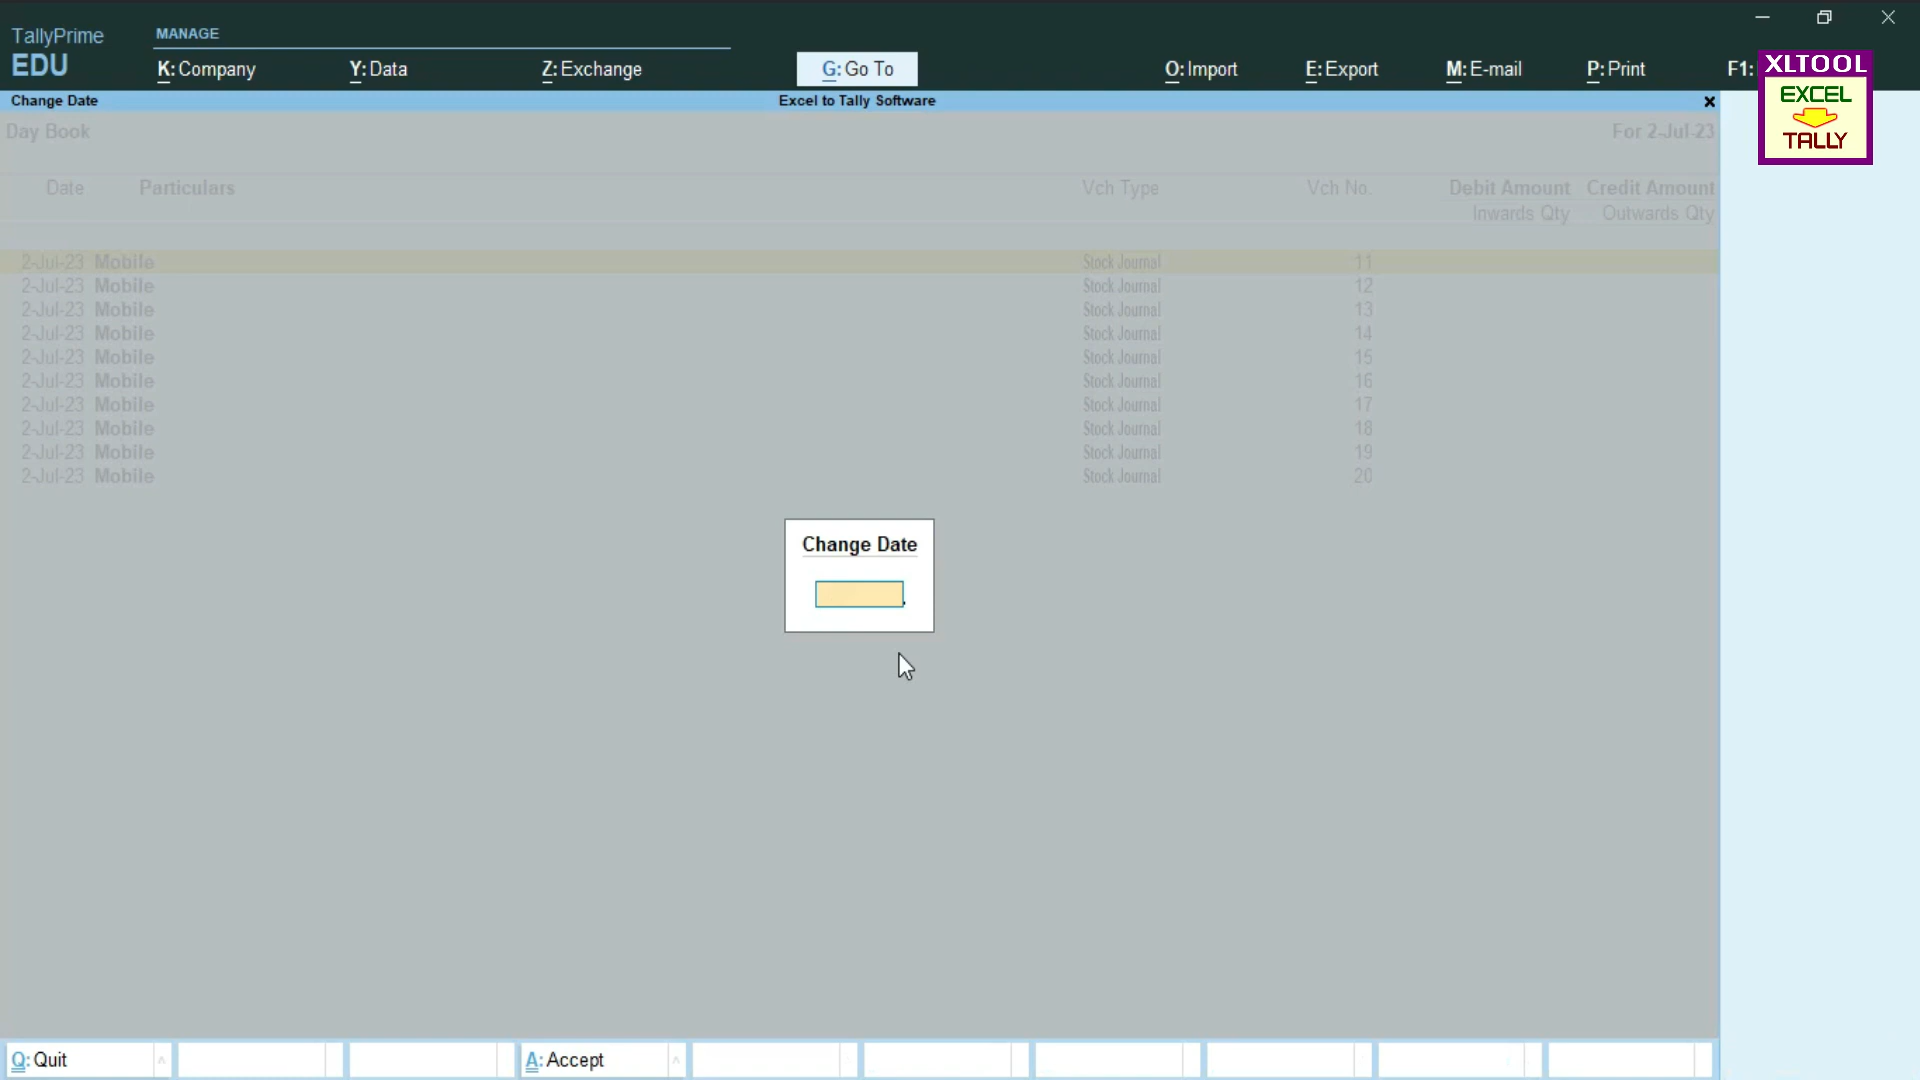 TallyPrime
EDU
MANAGE
K: Company
Y: Data
Z: Exchange
G: Go To
O: Import
E: Export
M: E-mail
P: Print
F1:
XLTOOL
EXCEL
TALLY
Change Date
Excel to Tally Software
Day Book
For 2-Jul-23
Date Particulars Vch Type Vch No. Debit Amount Credit Amount
Inwards Qty Outwards Qty
2-Jul-23 Mobile Stock Journal 11
2-Jul-23 Mobile Stock Journal 12
2-Jul-23 Mobile Stock Journal 13
2-Jul-23 Mobile Stock Journal 14
2-Jul-23 Mobile Stock Journal 15
2-Jul-23 Mobile Stock Journal 16
2-Jul-23 Mobile Stock Journal 17
2-Jul-23 Mobile Stock Journal 18
2-Jul-23 Mobile Stock Journal 19
2-Jul-23 Mobile Stock Journal 20
Change Date
Q: Quit
A: Accept